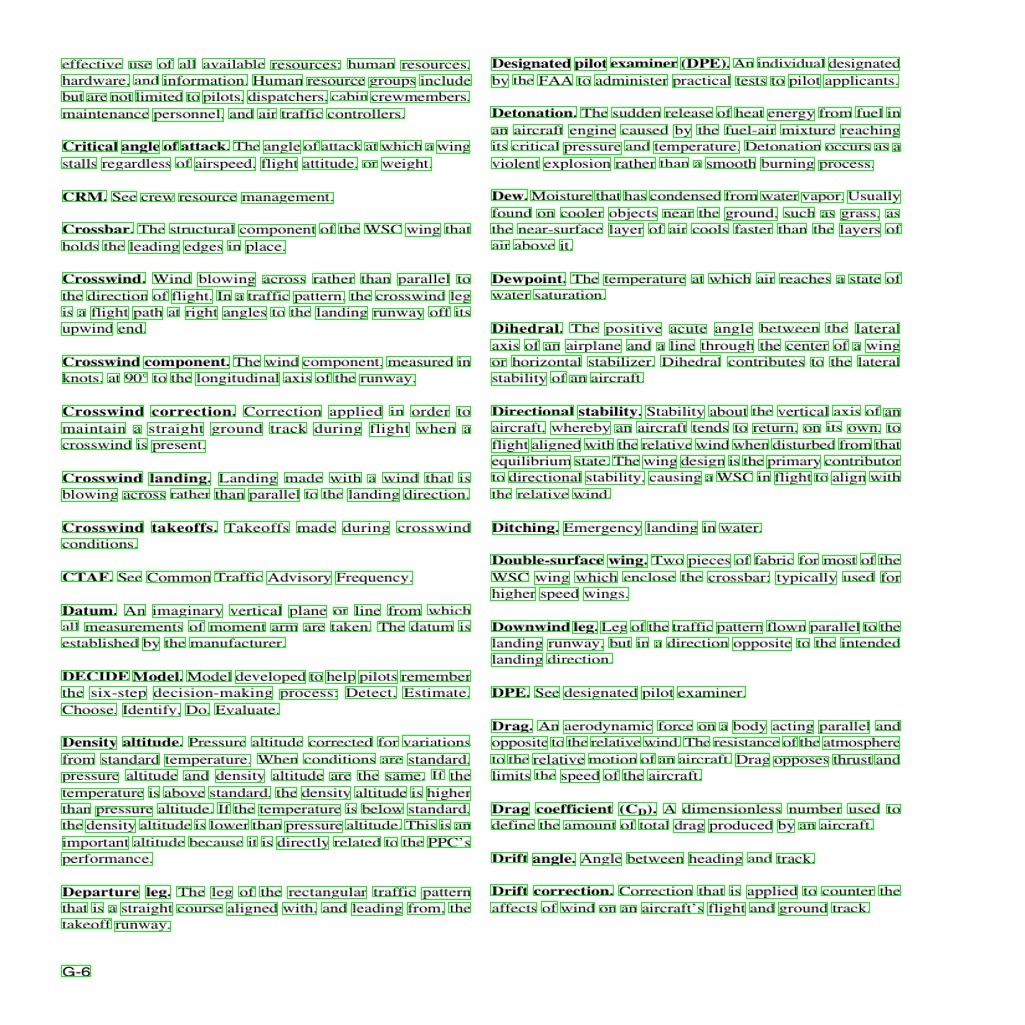 effective use of all available resources; human resources,
hardware, and information. Human resource groups include
but are not limited to pilots, dispatchers, cabin crewmembers,
maintenance personnel, and air traffic controllers.
Critical angle of attack. The angle of attack at which a wing
stalls regardless of airspeed, flight attitude, or weight.
CRM. See crew resource management.
Crossbar. The structural component of the WSC wing that
holds the leading edges in place.
Crosswind. Wind blowing across rather than parallel to
the direction of flight. In a traffic pattern, the crosswind leg
is a flight path at right angles to the landing runway off its
upwind end.
Crosswind component. The wind component, measured in
knots, at 90° to the longitudinal axis of the runway.
Crosswind correction. Correction applied in order to
maintain a straight ground track during flight when a
crosswind is present.
Crosswind landing. Landing made with a wind that is
blowing across rather than parallel to the landing direction.
Crosswind takeoffs. Takeoffs made during crosswind
conditions.
CTAF. See Common Traffic Advisory Frequency.
Datum. An imaginary vertical plane or line from which
all measurements of moment arm are taken. The datum is
established by the manufacturer.
DECIDE Model. Model developed to help pilots remember
the six-step decision-making process: Detect, Estimate,
Choose, Identify, Do, Evaluate.
Density altitude. Pressure altitude corrected for variations
from standard temperature. When conditions are standard,
pressure altitude and density altitude are the same. If the
temperature is above standard, the density altitude is higher
than pressure altitude. If the temperature is below standard,
the density altitude is lower than pressure altitude. This is an
important altitude because it is directly related to the PPC's
performance.
Departure leg. The leg of the rectangular traffic pattern
that is a straight course aligned with, and leading from, the
takeoff runway.
Designated pilot examiner (DPE). An individual designated
by the FAA to administer practical tests to pilot applicants.
Detonation. The sudden release of heat energy from fuel in
an aircraft engine caused by the fuel-air mixture reaching
its critical pressure and temperature. Detonation occurs as a
violent explosion rather than a smooth burning process.
Dew. Moisture that has condensed from water vapor. Usually
found on cooler objects near the ground, such as grass, as
the near-surface layer of air cools faster than the layers of
air above it.
Dewpoint. The temperature at which air reaches a state of
water saturation.
Dihedral. The positive acute angle between the lateral
axis of an airplane and a line through the center of a wing
or horizontal stabilizer. Dihedral contributes to the lateral
stability of an aircraft.
Directional stability. Stability about the vertical axis of an
aircraft, whereby an aircraft tends to return, on its own, to
flight aligned with the relative wind when disturbed from that
equilibrium state. The wing design is the primary contributor
to directional stability, causing a WSC in flight to align with
the relative wind.
Ditching. Emergency landing in water.
Double-surface wing. Two pieces of fabric for most of the
WSC wing which enclose the crossbar; typically used for
higher speed wings.
Downwind leg. Leg of the traffic pattern flown parallel to the
landing runway, but in a direction opposite to the intended
landing direction.
DPE. See designated pilot examiner.
Drag. An aerodynamic force on a body acting parallel and
opposite to the relative wind. The resistance of the atmosphere
to the relative motion of an aircraft. Drag opposes thrust and
limits the speed of the aircraft.
Drag coefficient (CD). A dimensionless number used to
define the amount of total drag produced by an aircraft.
Drift angle. Angle between heading and track.
Drift correction. Correction that is applied to counter the
affects of wind on an aircraft's flight and ground track.
G-6